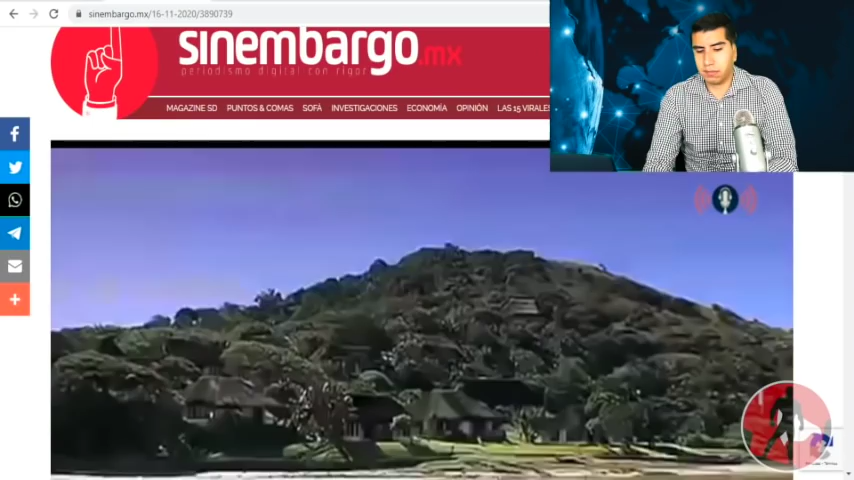 sinembargo.mx/16-11-2020/3890739
sinembargo.mx
periodismo digital con rigor
MAGAZINE SD PUNTOS & COMAS SOFÁ INVESTIGACIONES ECONOMÍA OPINIÓN LAS 15 VIRALES